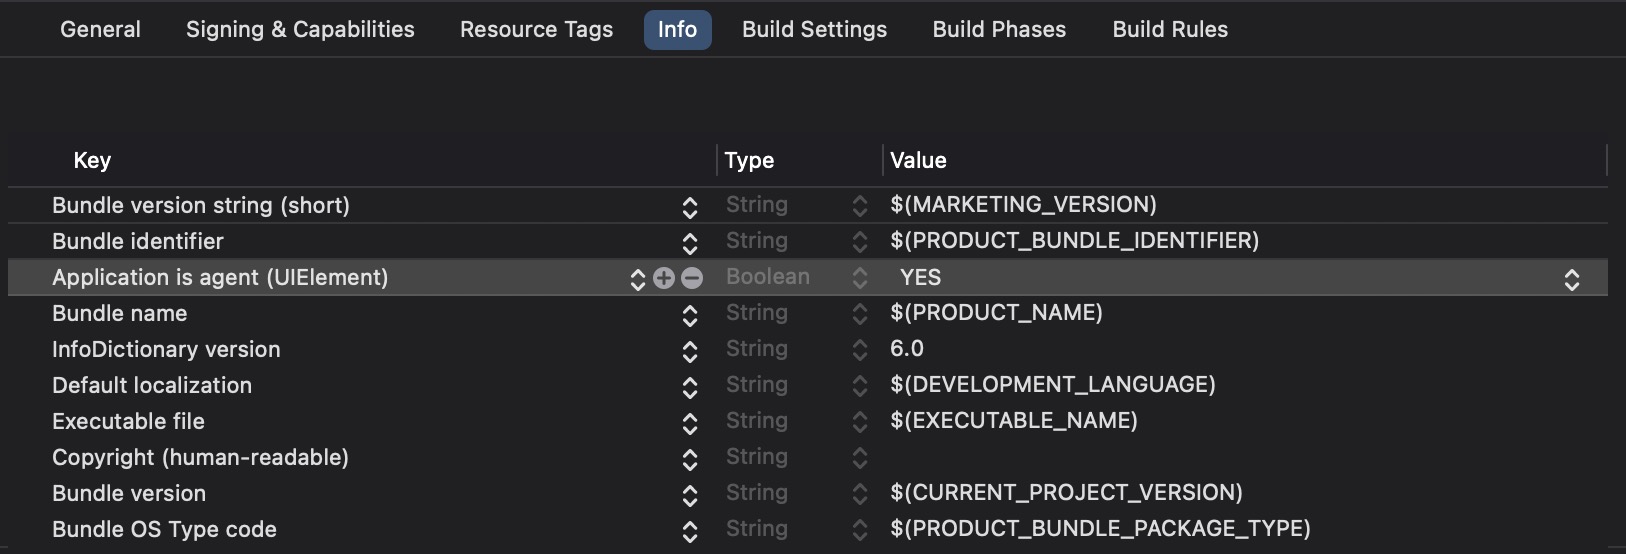 General Signing & Capabilities Resource Tags Info Build Settings Build Phases Build Rules
Key Type Value
Bundle version string (short) String $(MARKETING_VERSION)
Bundle identifier String $(PRODUCT_BUNDLE_IDENTIFIER)
Application is agent (UIElement) Boolean YES
Bundle name String $(PRODUCT_NAME)
InfoDictionary version String 6.0
Default localization String $(DEVELOPMENT_LANGUAGE)
Executable file String $(EXECUTABLE_NAME)
Copyright (human-readable) String
Bundle version String $(CURRENT_PROJECT_VERSION)
Bundle OS Type code String $(PRODUCT_BUNDLE_PACKAGE_TYPE)